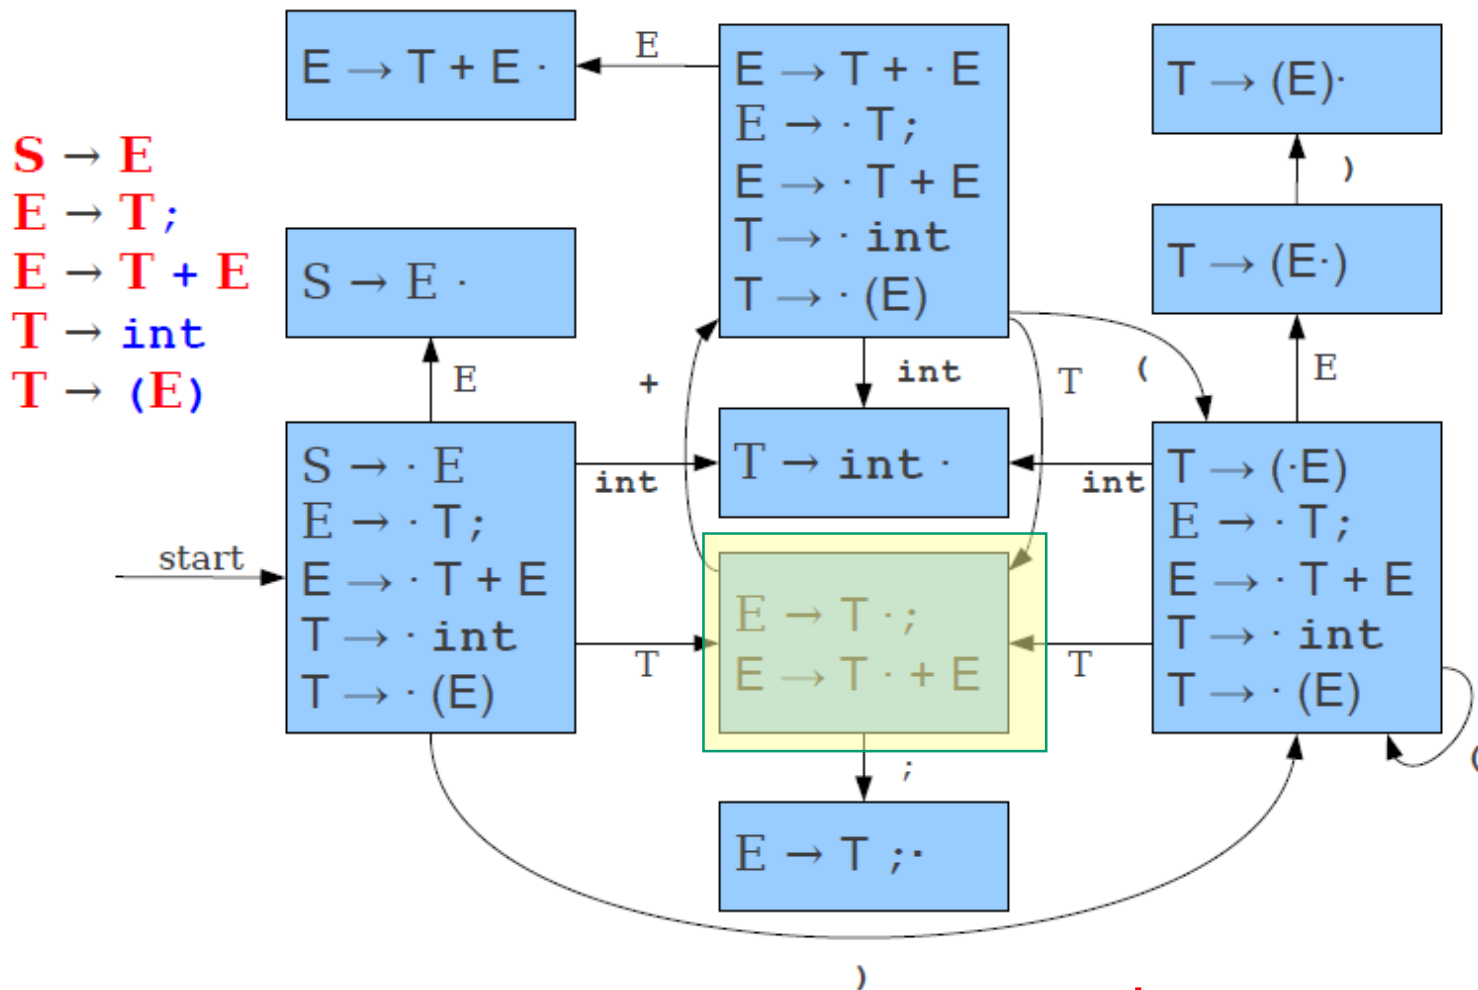 S → E
E → T ;
E → T + E
T → int
T → (E)
E → T + E ·
E
E → T + · E
E → · T ;
E → · T + E
T → · int
T → · (E)
T → (E)·
)
T → (E·)
S → E ·
E
+
int
T
(
E
S → · E
E → · T ;
E → · T + E
T → · int
T → · (E)
int
T → int ·
int
T → (·E)
E → · T ;
E → · T + E
T → · int
T → · (E)
start
T
E → T · ;
E → T · + E
T
(
;
E → T ;·
)